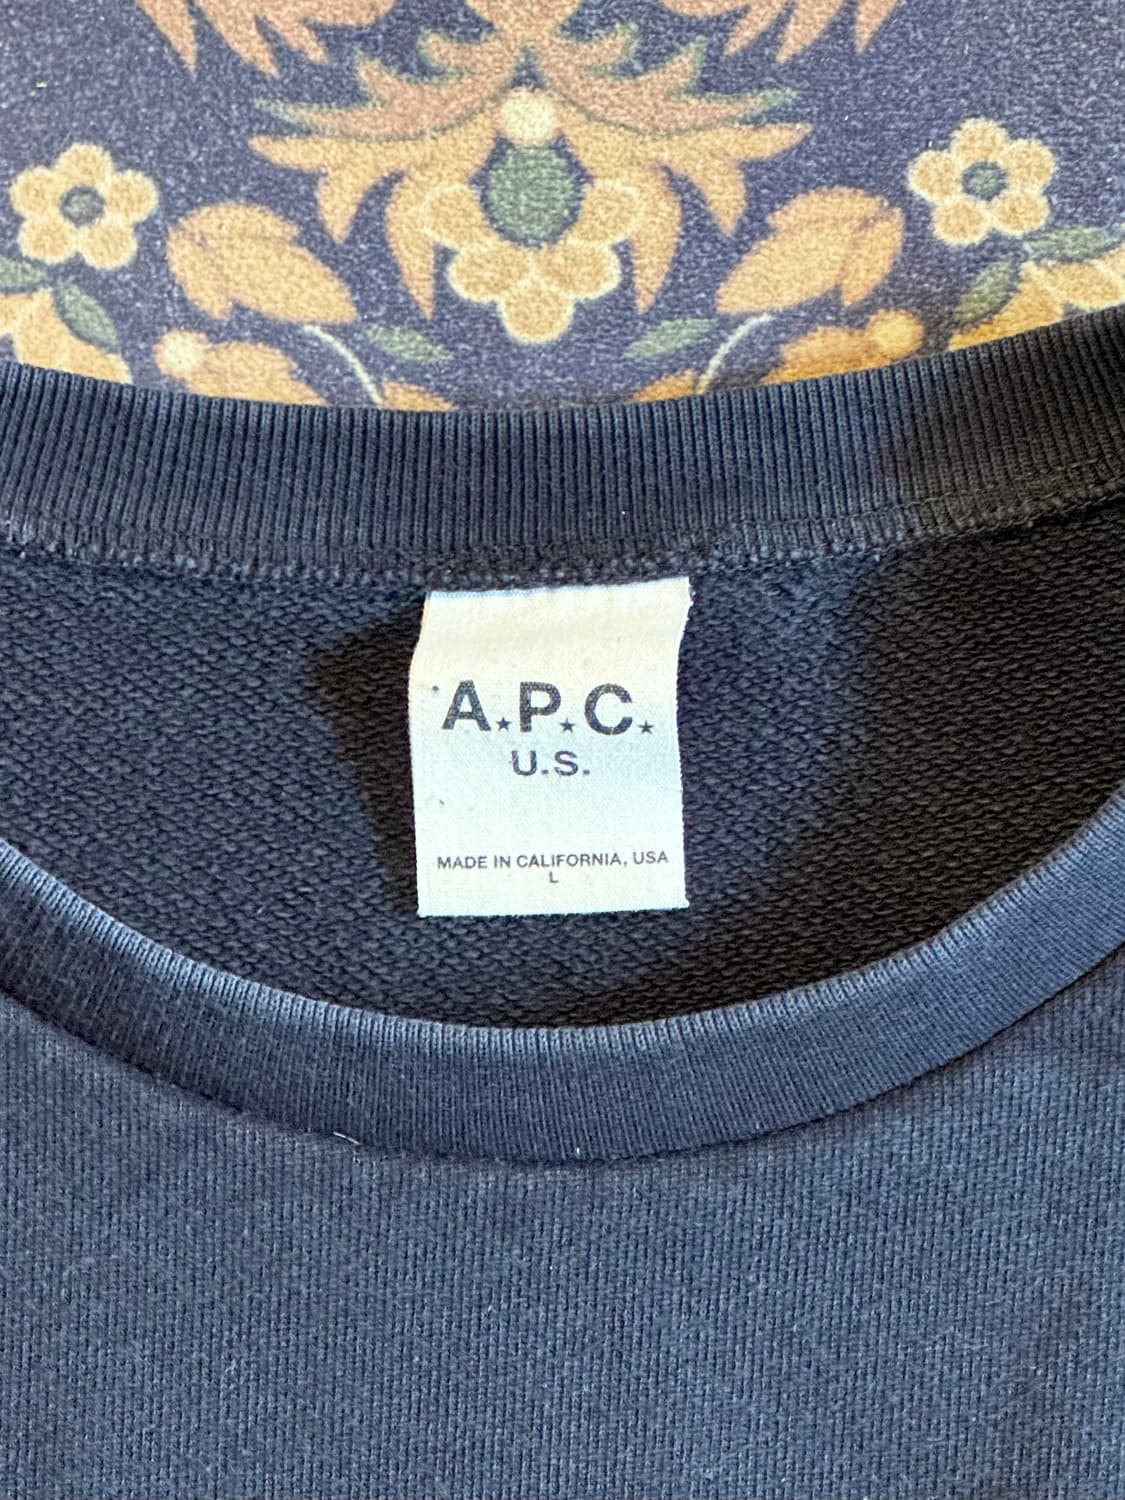 A.★P.★C.★
U.S.
MADE IN CALIFORNIA, USA
L